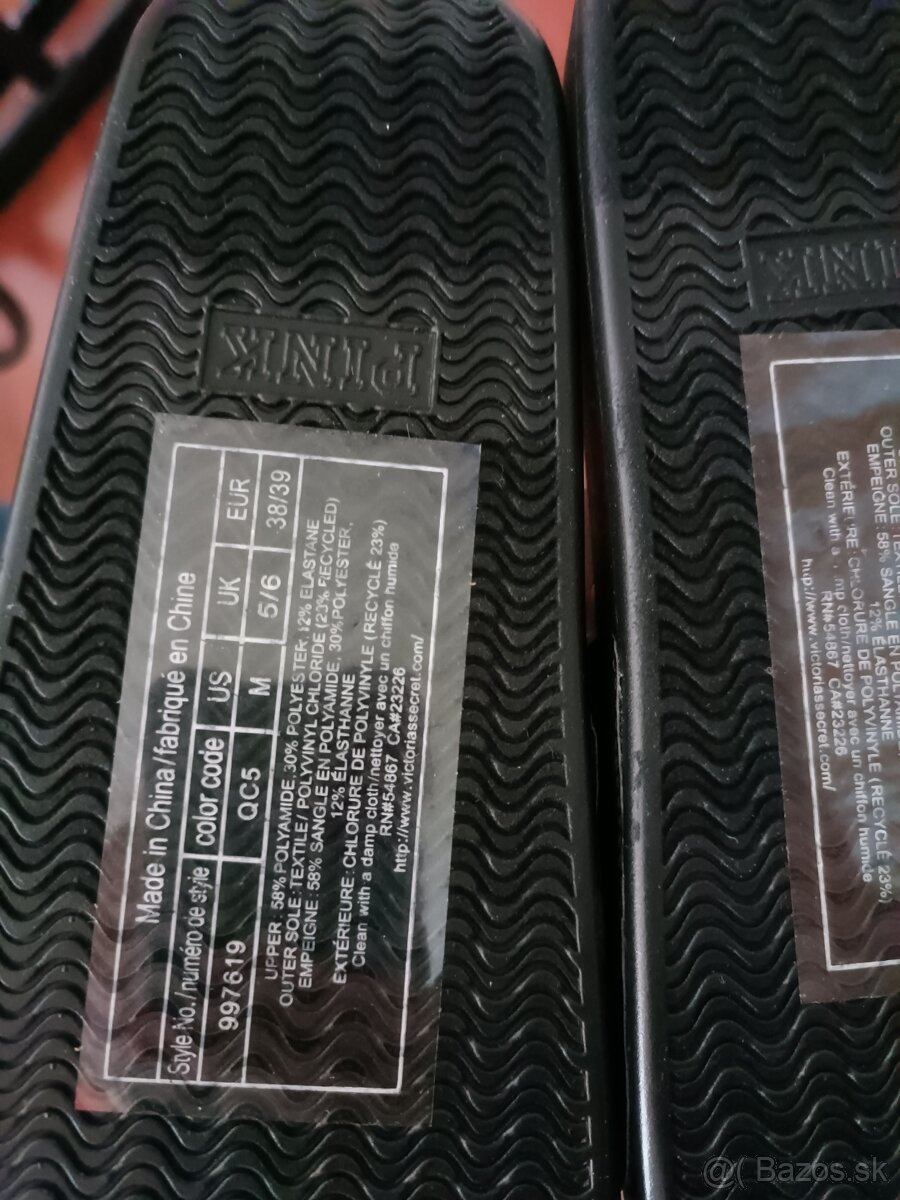 PINK
Made in China/fabriqué en Chine
Style No./numéro de style color code US UK EUR
997619 QC5 M 5/6 38/39
UPPER: 58% POLYAMIDE, 30% POLYESTER, 12% ELASTANE
OUTER SOLE: TEXTILE/ POLYVINYL CHLORIDE (23% RECYCLED)
EMPEIGNE: 58% SANGLE EN POLYAMIDE, 30% POLYESTER,
12% ÉLASTHANNE
EXTÉRIEURE: CHLORURE DE POLYVINYLE (RECYCLÉ 23%)
Clean with a damp cloth/nettoyer avec un chiffon humide
RN#54867 CA#23226
http://www.victoriassecret.com/
PINK
OUTER SOLE: TEXTILE
EMPEIGNE: 58% SANGLE EN
12% ÉLASTHANNE
EXTÉRIEURE: CHLORURE DE POLYVINYLE (RECYCLÉ 23%)
Clean with a cloth/nettoyer avec un chiffon humide
RN#54867 CA#23226
http://www.victoriassecret.com/
@( Bazos.sk